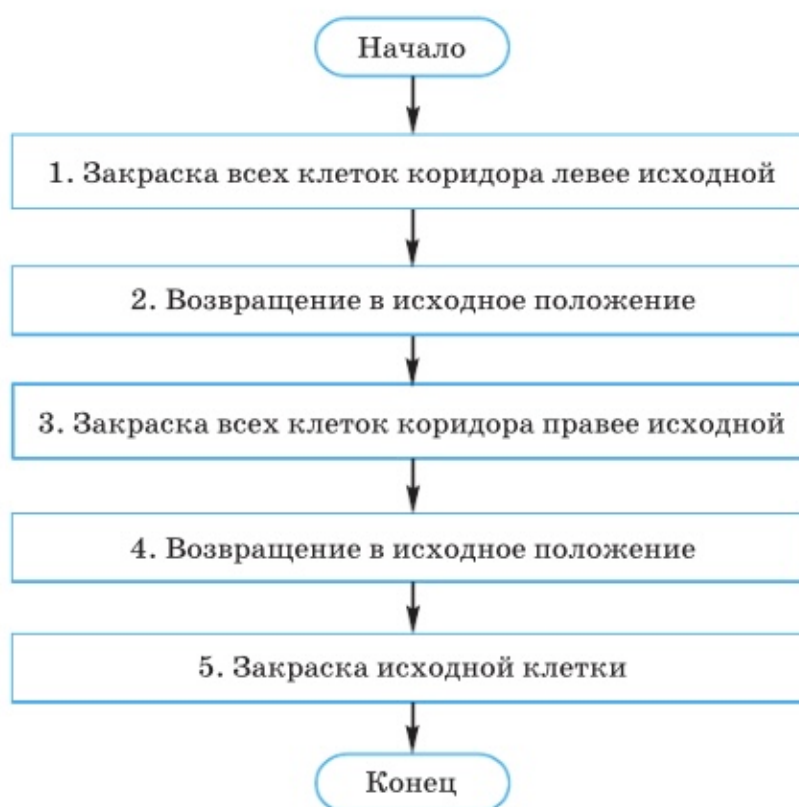 Начало
1. Закраска всех клеток коридора левее исходной
2. Возвращение в исходное положение
3. Закраска всех клеток коридора правее исходной
4. Возвращение в исходное положение
5. Закраска исходной клетки
Конец